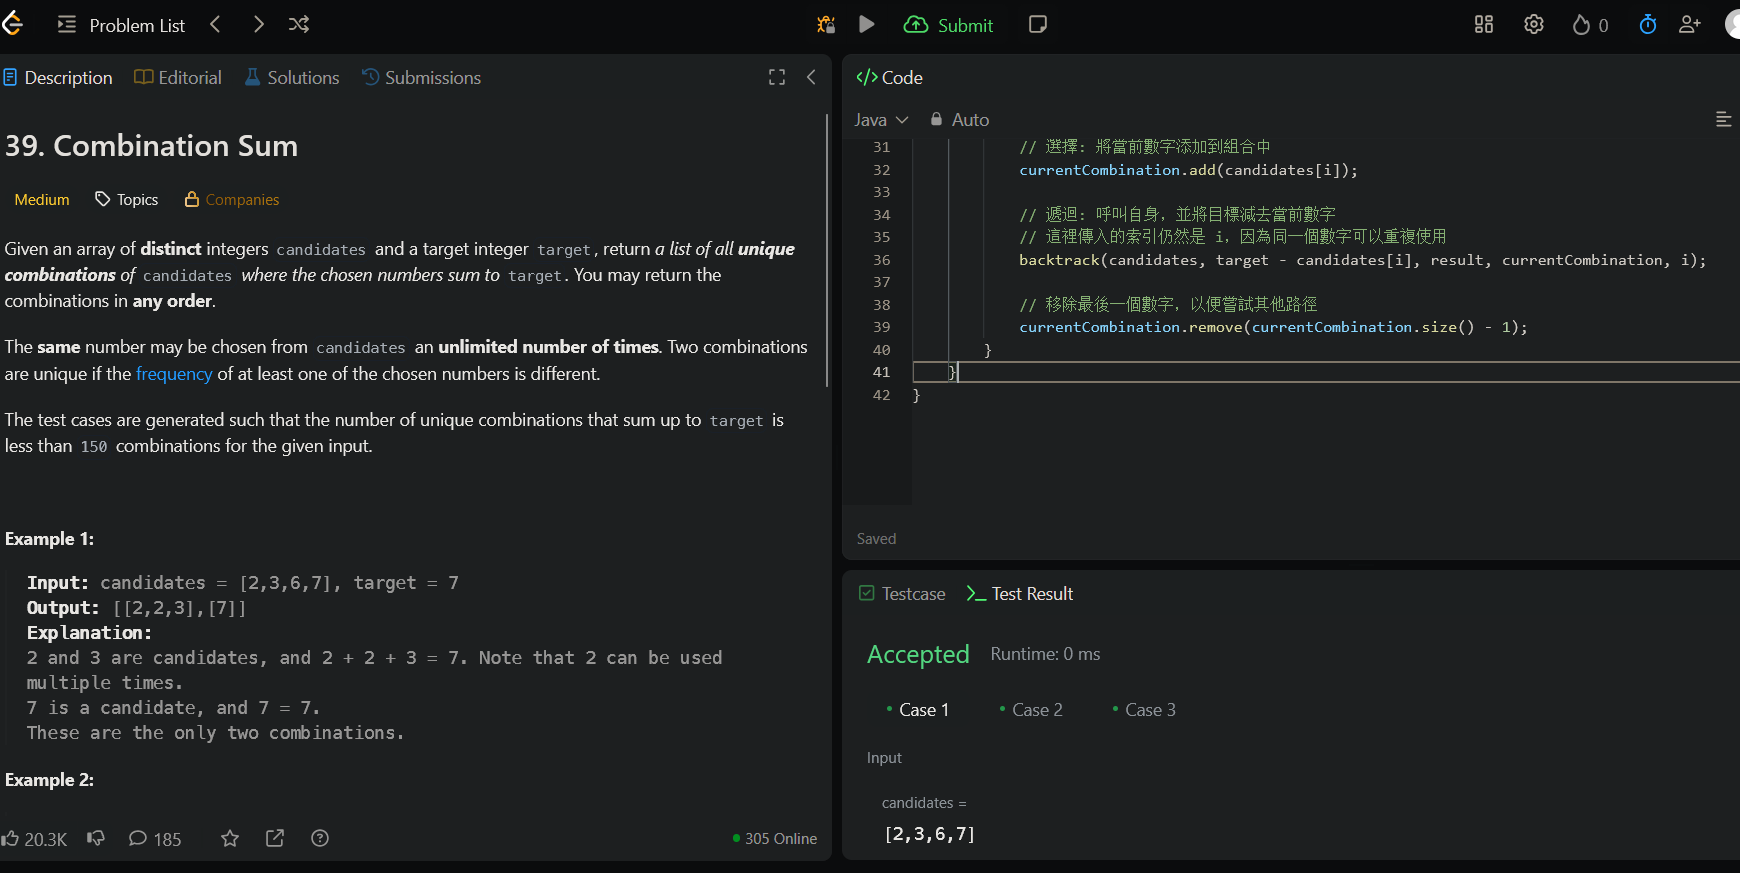 Problem List
Submit
0
Description
Editorial
Solutions
Submissions
39. Combination Sum
Medium
Topics
Companies
Given an array of distinct integers candidates and a target integer target, return a list of all unique
combinations of candidates where the chosen numbers sum to target. You may return the
combinations in any order.
The same number may be chosen from candidates an unlimited number of times. Two combinations
are unique if the frequency of at least one of the chosen numbers is different.
The test cases are generated such that the number of unique combinations that sum up to target is
less than 150 combinations for the given input.
Example 1:
Input: candidates = [2,3,6,7], target = 7
Output: [[2,2,3],[7]]
Explanation:
2 and 3 are candidates, and 2 + 2 + 3 = 7. Note that 2 can be used
multiple times.
7 is a candidate, and 7 = 7.
These are the only two combinations.
Example 2:
20.3K
185
305 Online
</> Code
Java
Auto
31 // 選擇: 將當前數字添加到組合中
32 currentCombination.add(candidates[i]);
33
34 // 遞迴: 呼叫自身, 並將目標減去當前數字
35 // 這裡傳入的索引仍然是 i, 因為同一個數字可以重複使用
36 backtrack(candidates, target - candidates[i], result, currentCombination, i);
37
38 // 移除最後一個數字, 以便嘗試其他路徑
39 currentCombination.remove(currentCombination.size() - 1);
40 }
41 }
42 }
Saved
Testcase
Test Result
Accepted
Runtime: 0 ms
Case 1
Case 2
Case 3
Input
candidates =
[2,3,6,7]